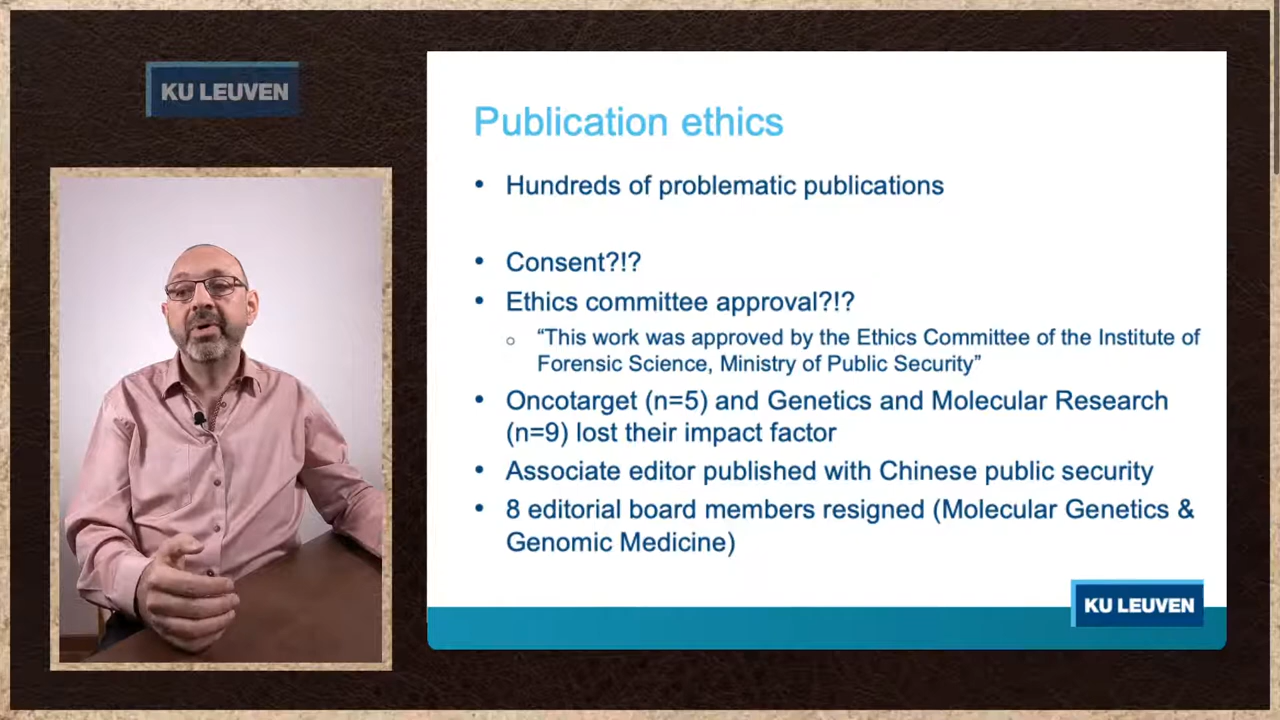 KU LEUVEN
Publication ethics
• Hundreds of problematic publications
• Consent?!?
• Ethics committee approval?!?
o “This work was approved by the Ethics Committee of the Institute of
Forensic Science, Ministry of Public Security”
• Oncotarget (n=5) and Genetics and Molecular Research
(n=9) lost their impact factor
• Associate editor published with Chinese public security
• 8 editorial board members resigned (Molecular Genetics &
Genomic Medicine)
KU LEUVEN